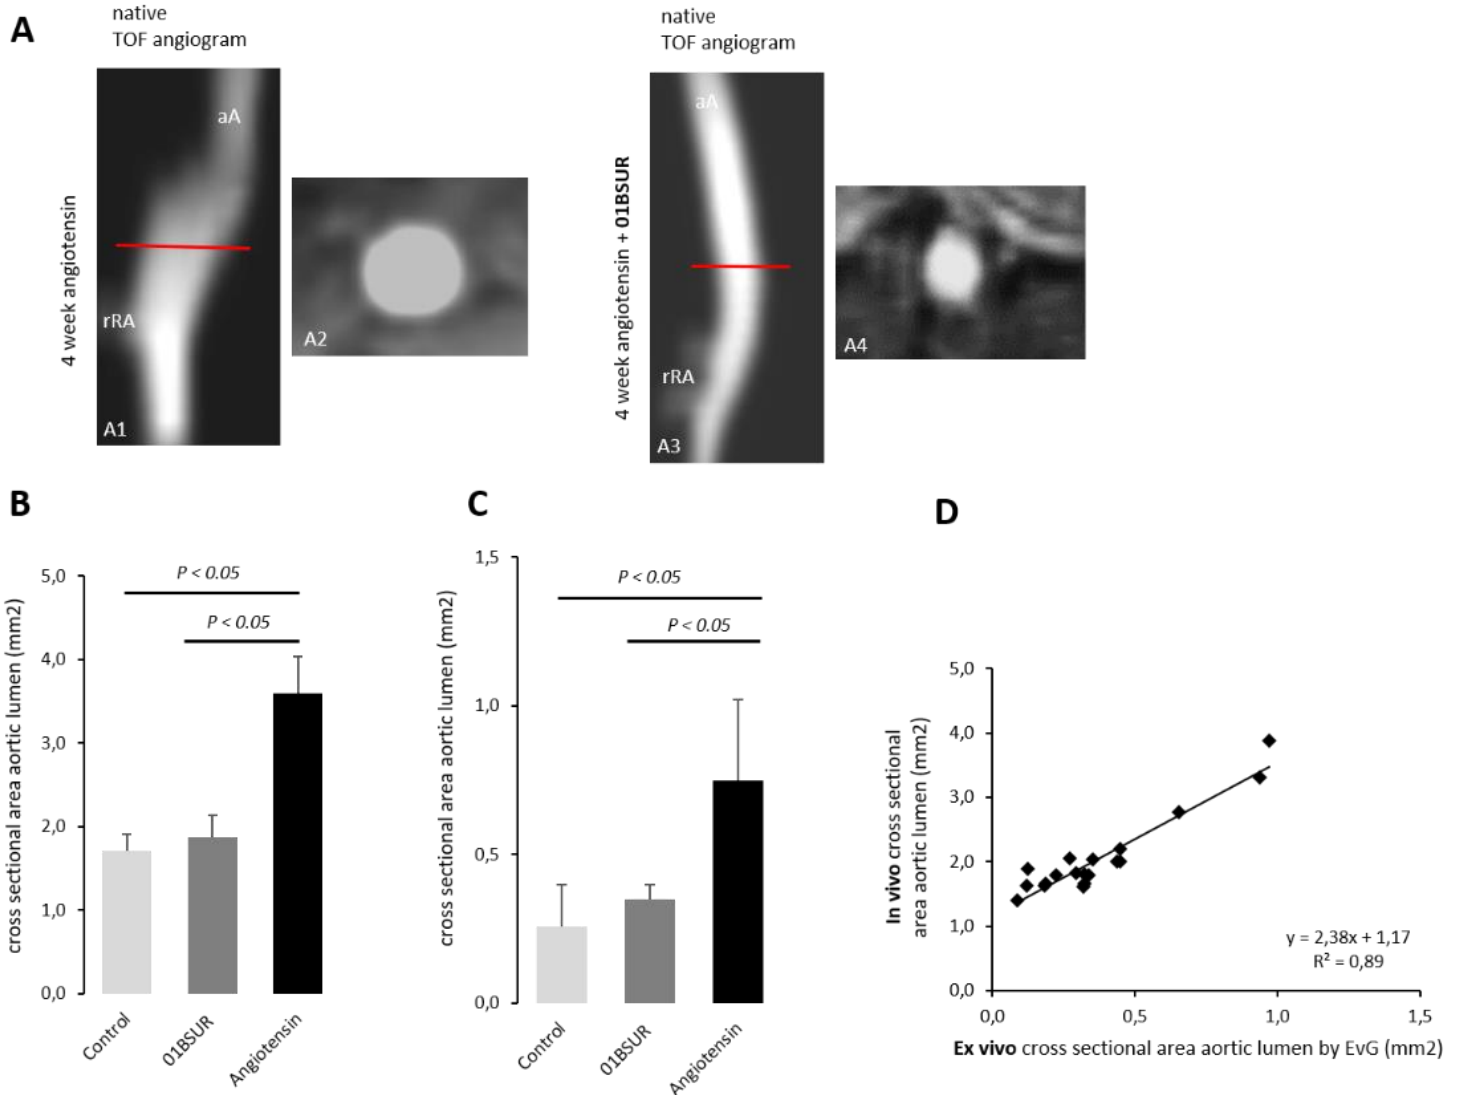 A
native
TOF angiogram
4 week angiotensin
aA
rRA
A1
A2
native
TOF angiogram
4 week angiotensin + 01BSUR
aA
rRA
A3
A4
B
cross sectional area aortic lumen (mm2)
5,0
4,0
3,0
2,0
1,0
0,0
P < 0.05
P < 0.05
Control
01BSUR
Angiotensin
C
cross sectional area aortic lumen (mm2)
1,5
1,0
0,5
0,0
P < 0.05
P < 0.05
Control
01BSUR
Angiotensin
D
In vivo cross sectional
area aortic lumen (mm2)
5,0
4,0
3,0
2,0
1,0
0,0
y = 2,38x + 1,17
R² = 0,89
0,0
0,5
1,0
1,5
Ex vivo cross sectional area aortic lumen by EvG (mm2)